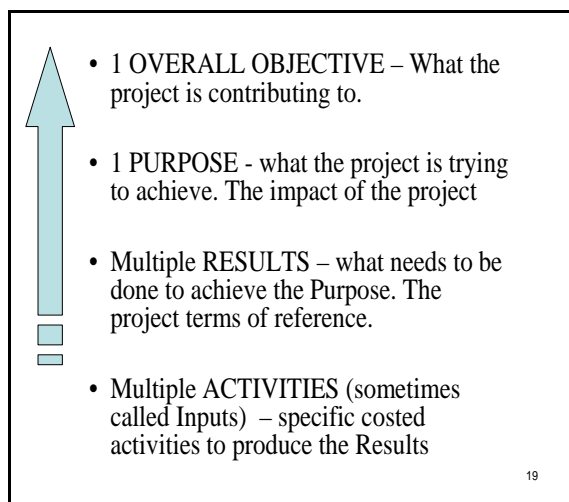 • 1 OVERALL OBJECTIVE – What the
project is contributing to.
• 1 PURPOSE - what the project is trying
to achieve. The impact of the project
• Multiple RESULTS – what needs to be
done to achieve the Purpose. The
project terms of reference.
• Multiple ACTIVITIES (sometimes
called Inputs)  – specific costed
activities to produce the Results
19